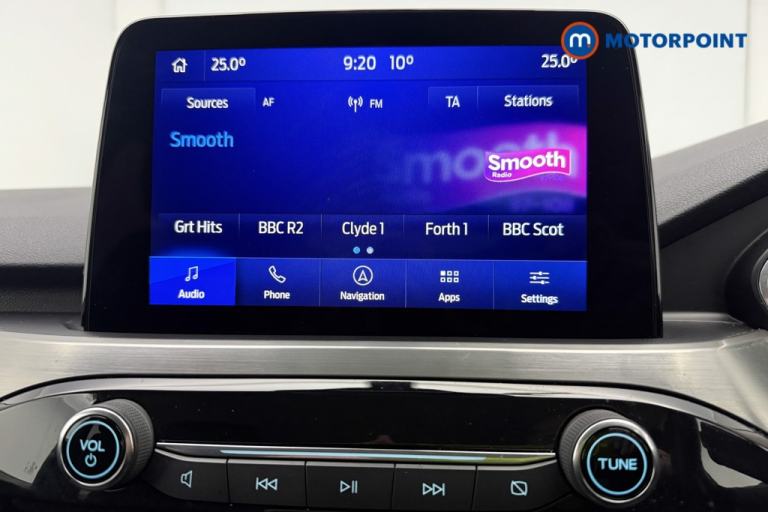 m MOTORPOINT
25.0° 9:20 10° 25.0°
Sources AF FM TA Stations
Smooth
Smooth
Radio
Grt Hits BBC R2 Clyde 1 Forth 1 BBC Scot
Audio Phone Navigation Apps Settings
VOL
TUNE